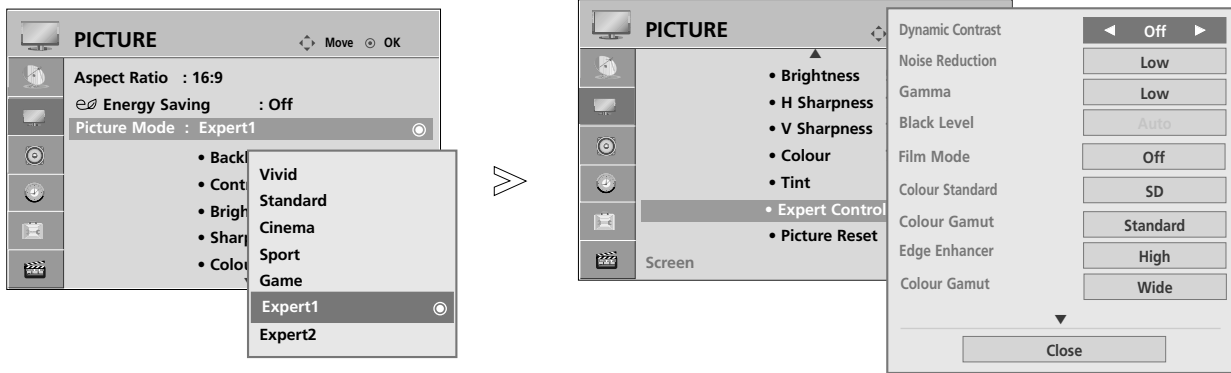 PICTURE
Move OK
Aspect Ratio : 16:9
Energy Saving : Off
Picture Mode : Expert1
• Back
• Cont
• Brigh
• Shar
• Colou
Vivid
Standard
Cinema
Sport
Game
Expert1
Expert2
PICTURE
• Brightness
• H Sharpness
• V Sharpness
• Colour
• Tint
• Expert Control
• Picture Reset
Screen
Dynamic Contrast Off
Noise Reduction Low
Gamma Low
Black Level Auto
Film Mode Off
Colour Standard SD
Colour Gamut Standard
Edge Enhancer High
Colour Gamut Wide
Close